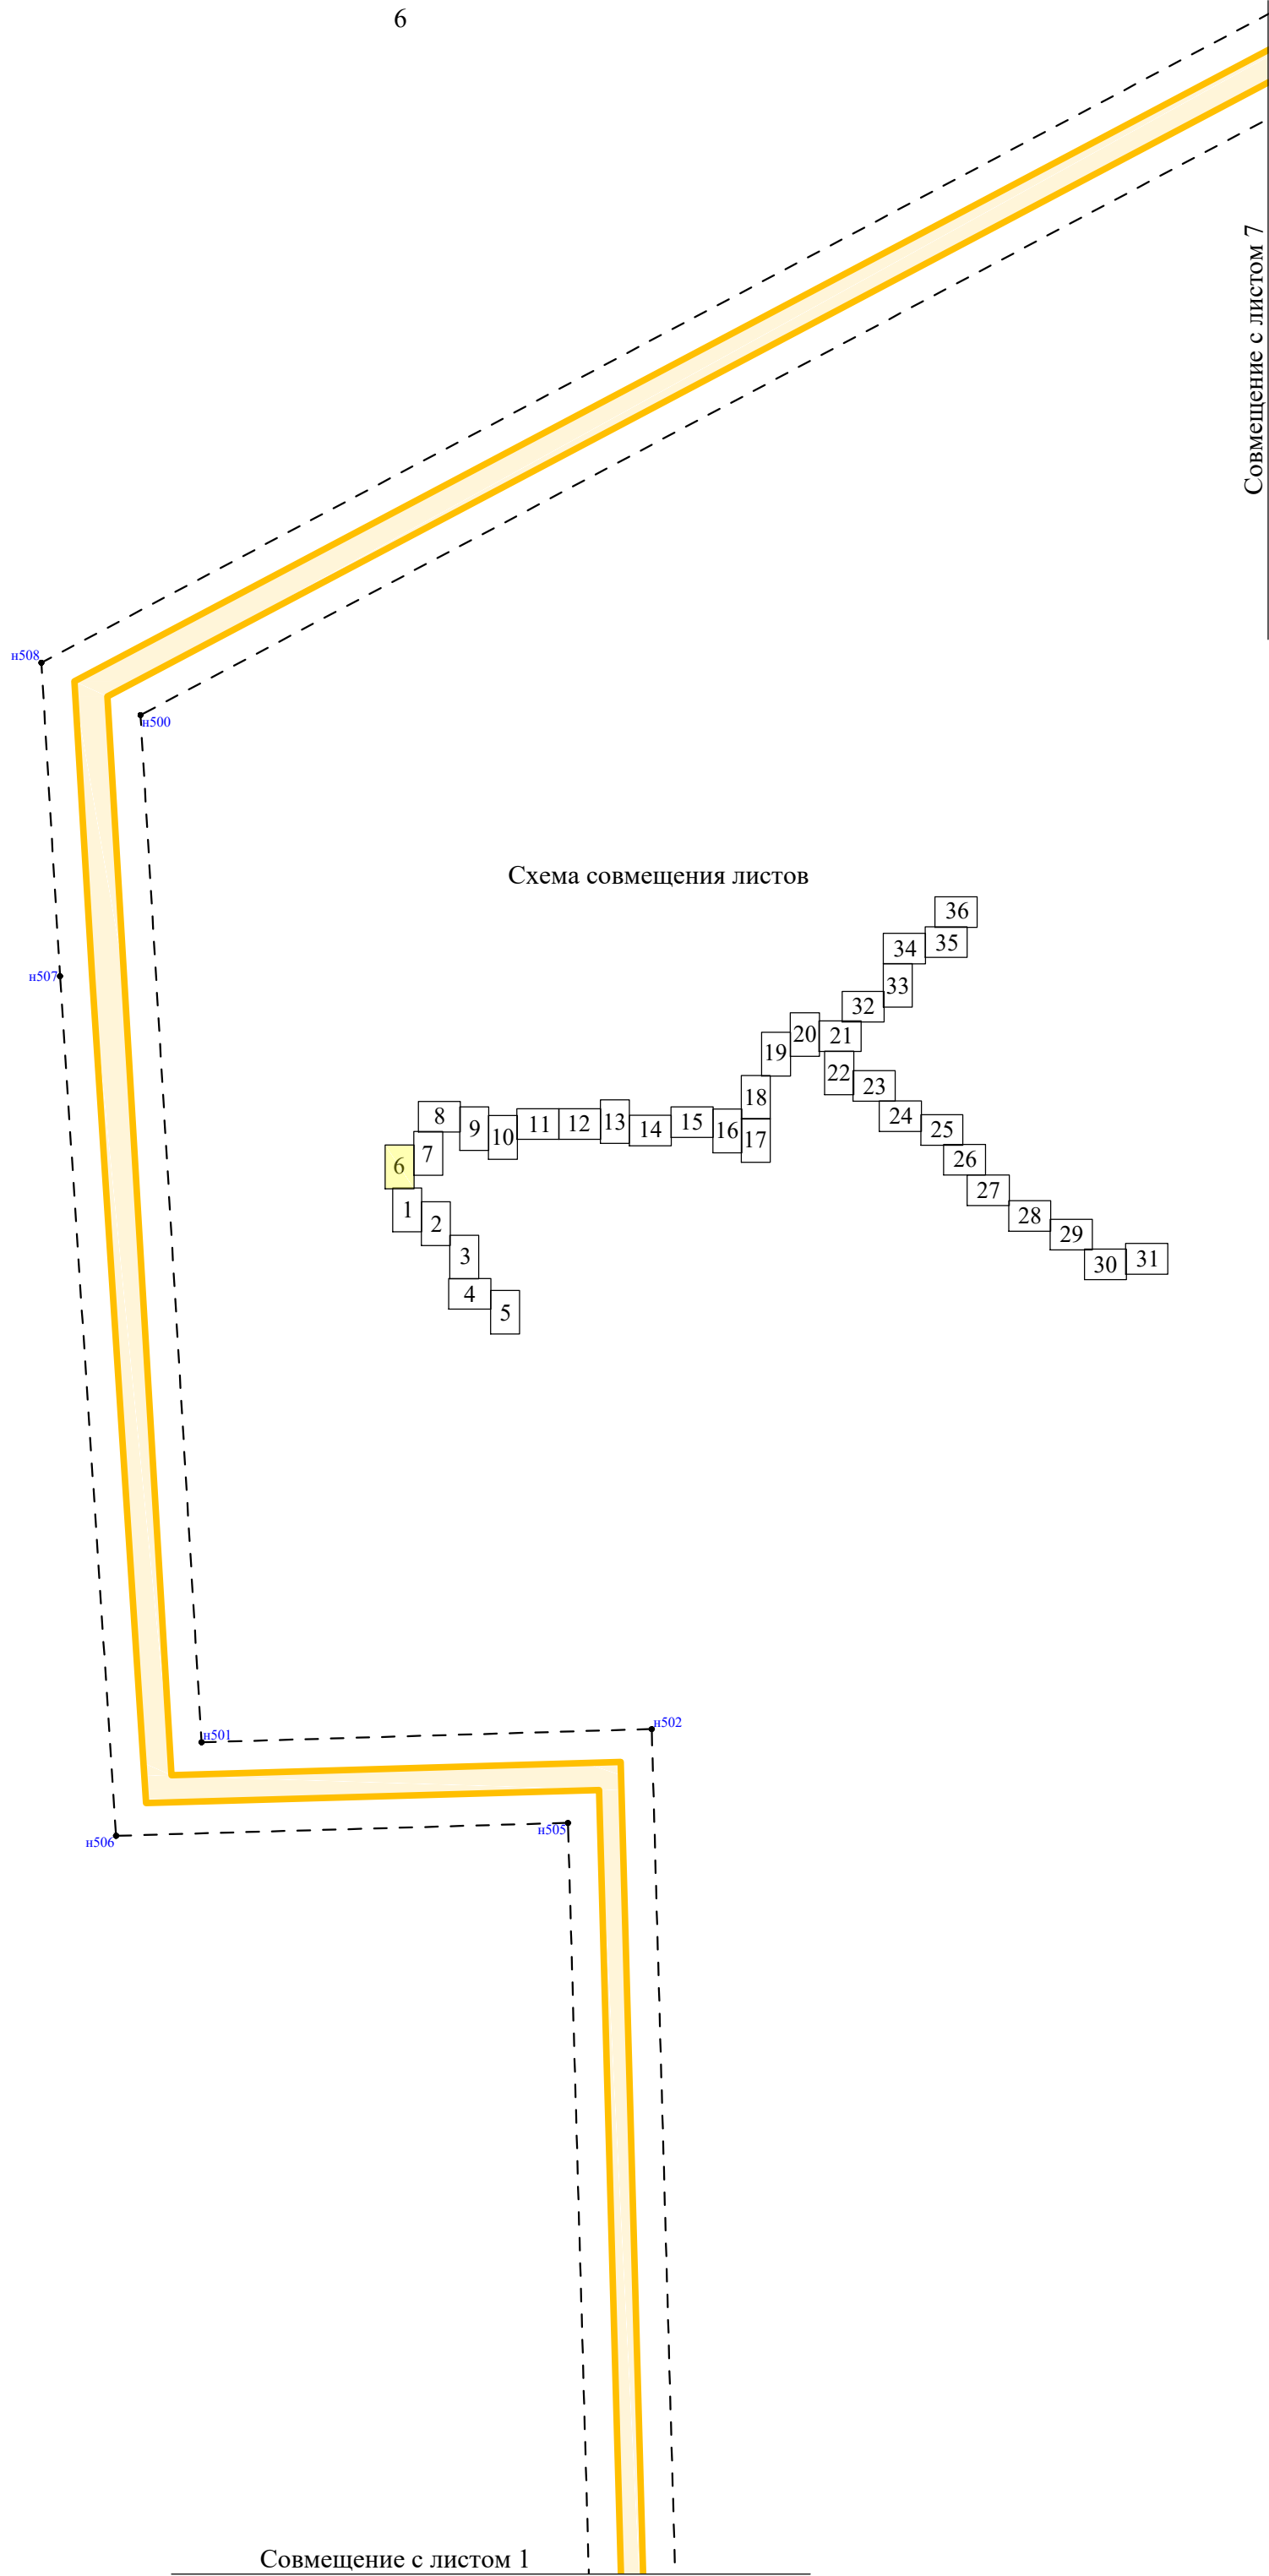 6
Совмещение с листом 7
н508
н500
Схема совмещения листов
36
34 35
33
н507
32
20 21
19
22 23
18
8 11 12 13 15 24
9 10 14 16 17 25
7
6 26
27
1 2 28
29
3 30 31
4
5
н501
н502
н506
н505
Совмещение с листом 1